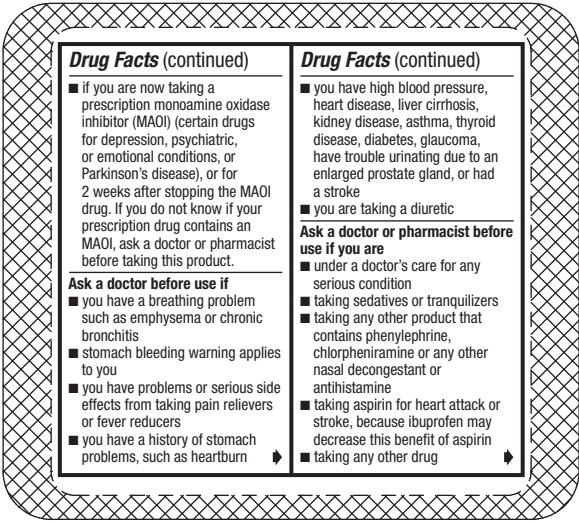 Drug Facts (continued)
■ if you are now taking a
prescription monoamine oxidase
inhibitor (MAOI) (certain drugs
for depression, psychiatric,
or emotional conditions, or
Parkinson's disease), or for
2 weeks after stopping the MAOI
drug. If you do not know if your
prescription drug contains an
MAOI, ask a doctor or pharmacist
before taking this product.
Ask a doctor before use if
■ you have a breathing problem
such as emphysema or chronic
bronchitis
■ stomach bleeding warning applies
to you
■ you have problems or serious side
effects from taking pain relievers
or fever reducers
■ you have a history of stomach
problems, such as heartburn
Drug Facts (continued)
■ you have high blood pressure,
heart disease, liver cirrhosis,
kidney disease, asthma, thyroid
disease, diabetes, glaucoma,
have trouble urinating due to an
enlarged prostate gland, or had
a stroke
■ you are taking a diuretic
Ask a doctor or pharmacist before
use if you are
■ under a doctor's care for any
serious condition
■ taking sedatives or tranquilizers
■ taking any other product that
contains phenylephrine,
chlorpheniramine or any other
nasal decongestant or
antihistamine
■ taking aspirin for heart attack or
stroke, because ibuprofen may
decrease this benefit of aspirin
■ taking any other drug